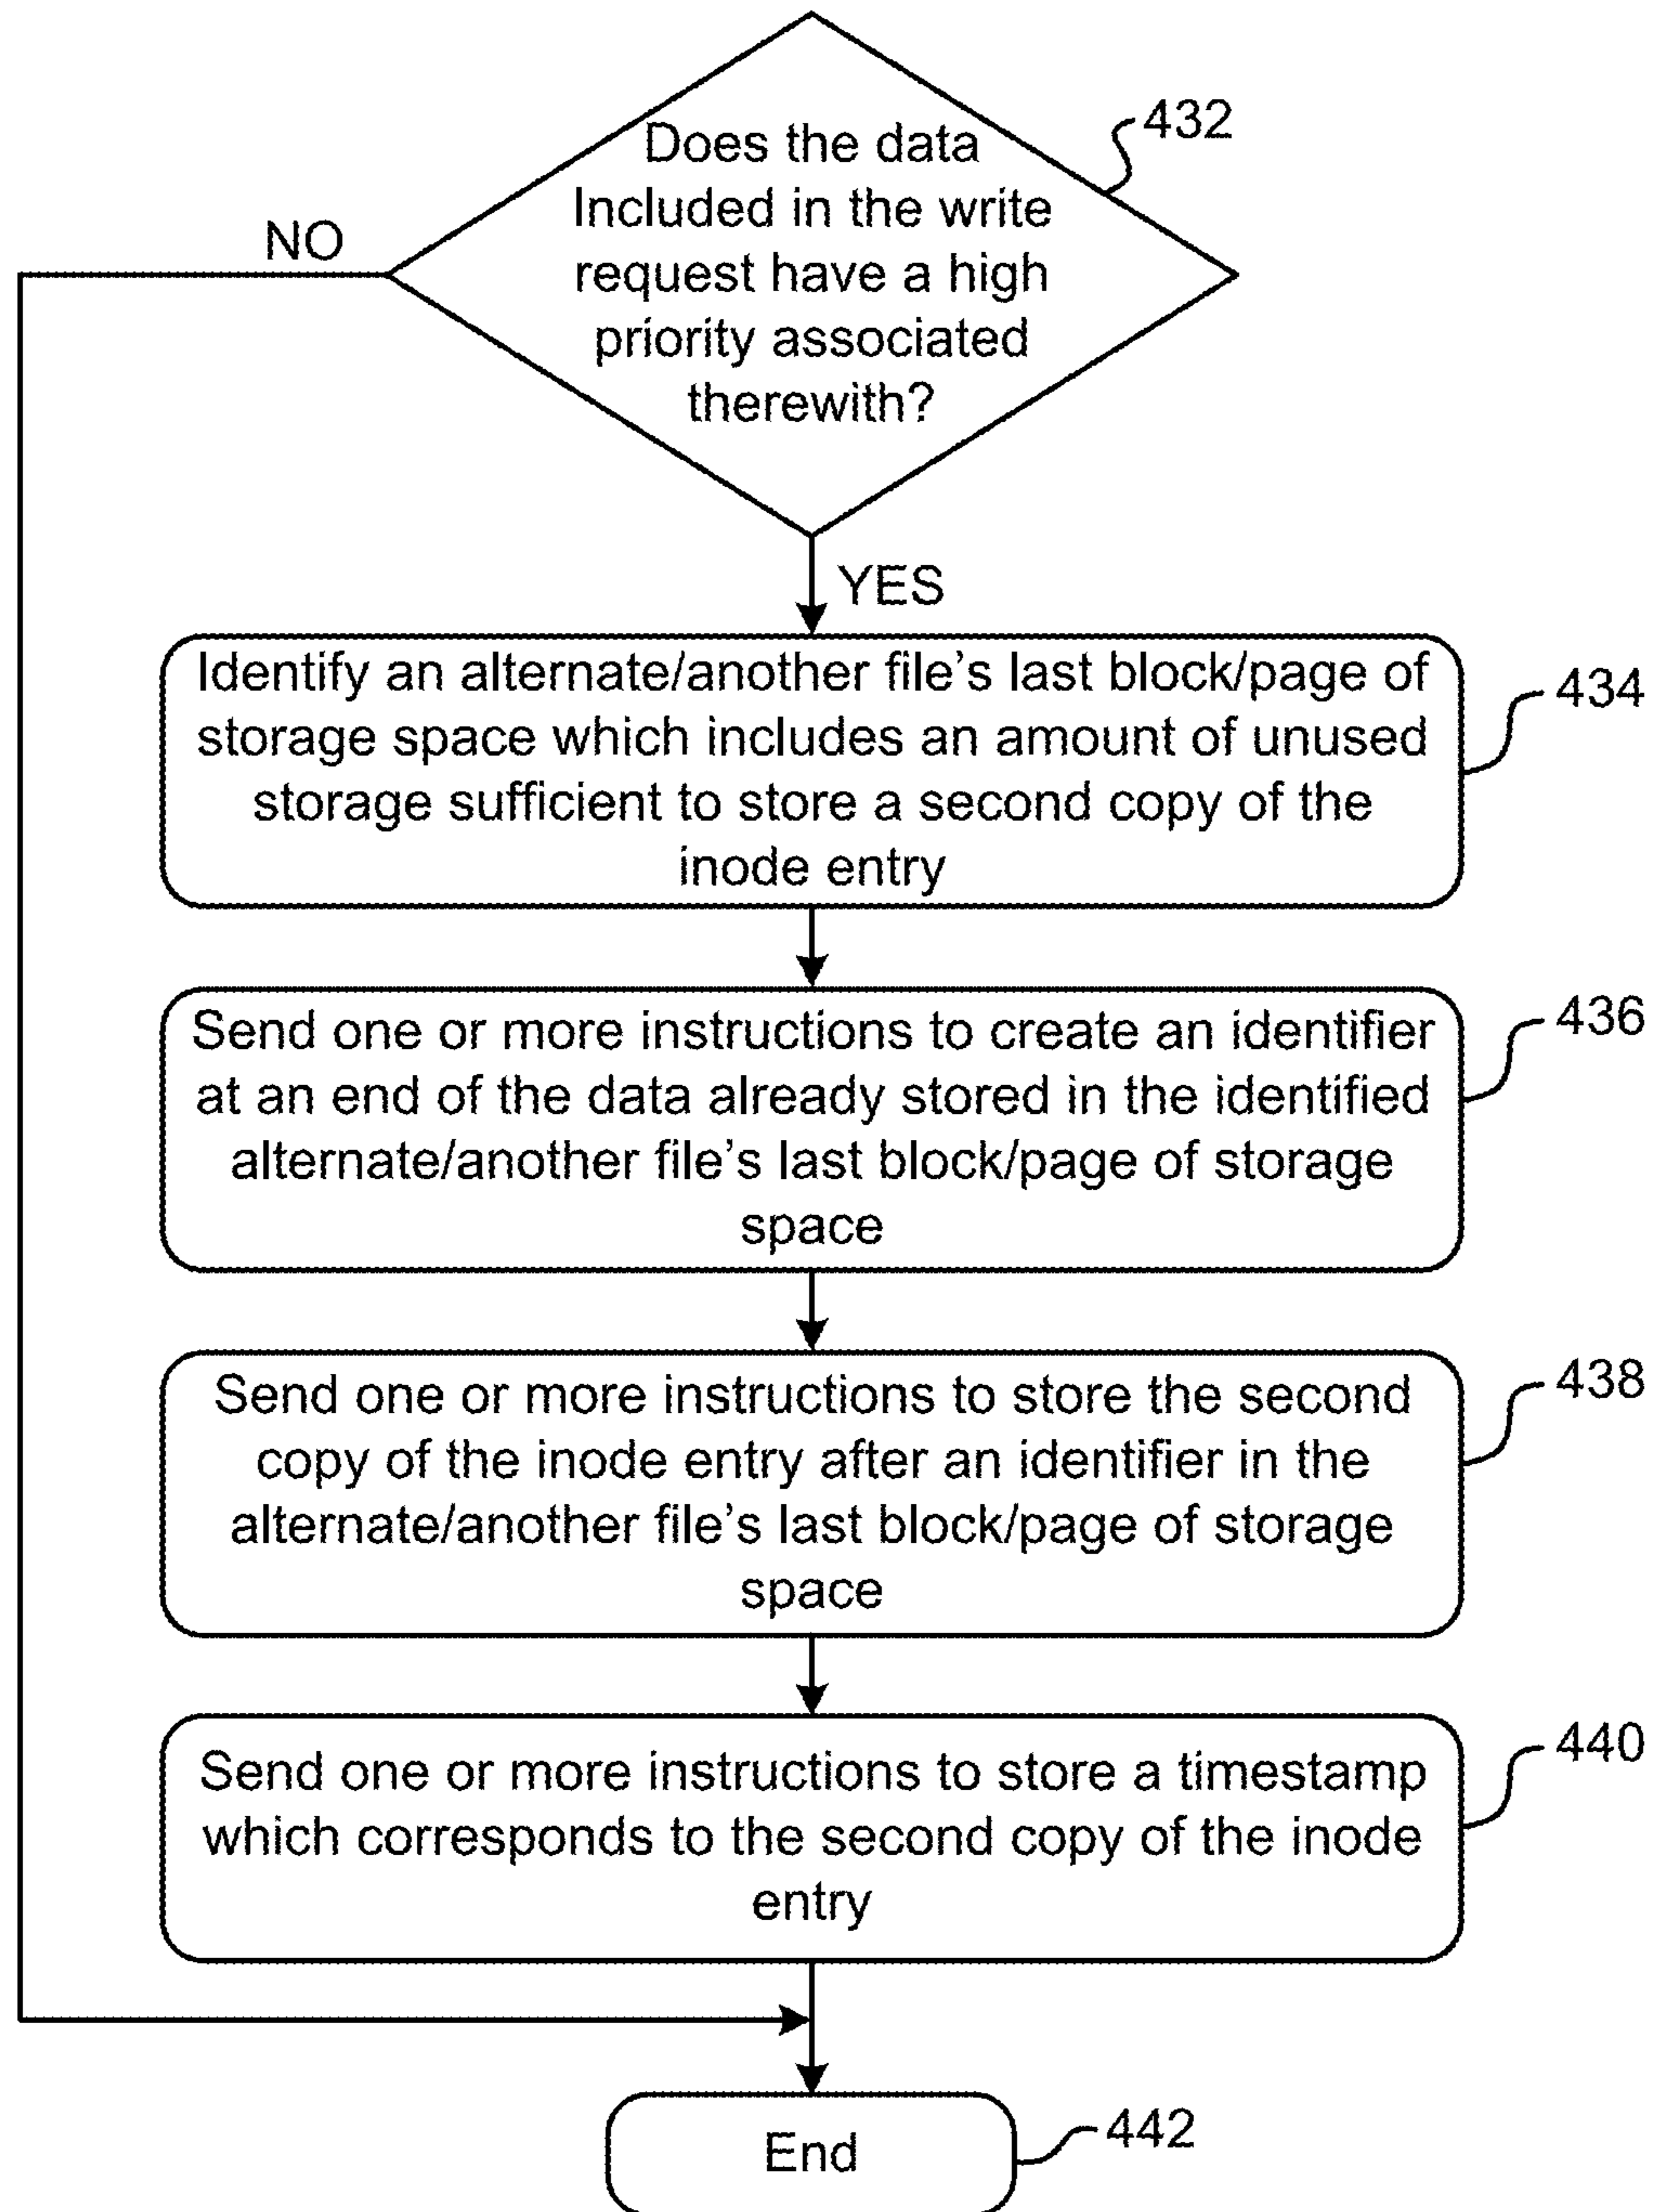 Does the data
Included in the write
request have a high
priority associated
therewith?
432
NO
YES
Identify an alternate/another file's last block/page of
storage space which includes an amount of unused
storage sufficient to store a second copy of the
inode entry
434
Send one or more instructions to create an identifier
at an end of the data already stored in the identified
alternate/another file's last block/page of storage
space
436
Send one or more instructions to store the second
copy of the inode entry after an identifier in the
alternate/another file's last block/page of storage
space
438
Send one or more instructions to store a timestamp
which corresponds to the second copy of the inode
entry
440
End
442